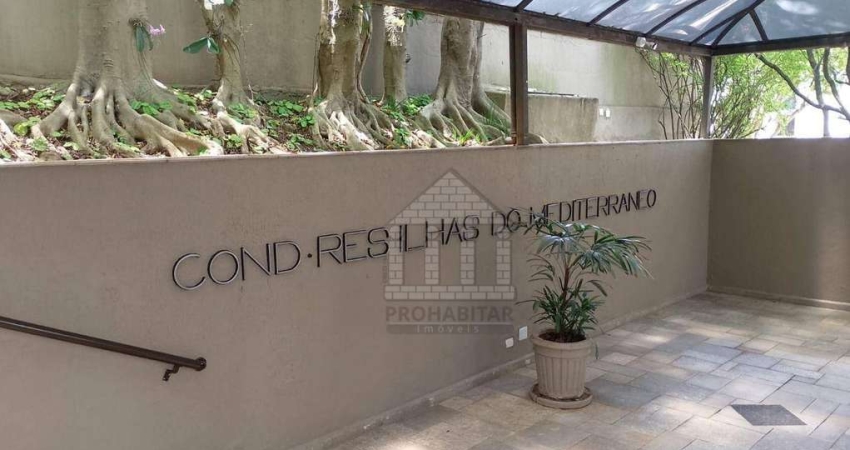 COND · RES ILHAS DO MEDITERRANEO
PROHABITAR
imóveis